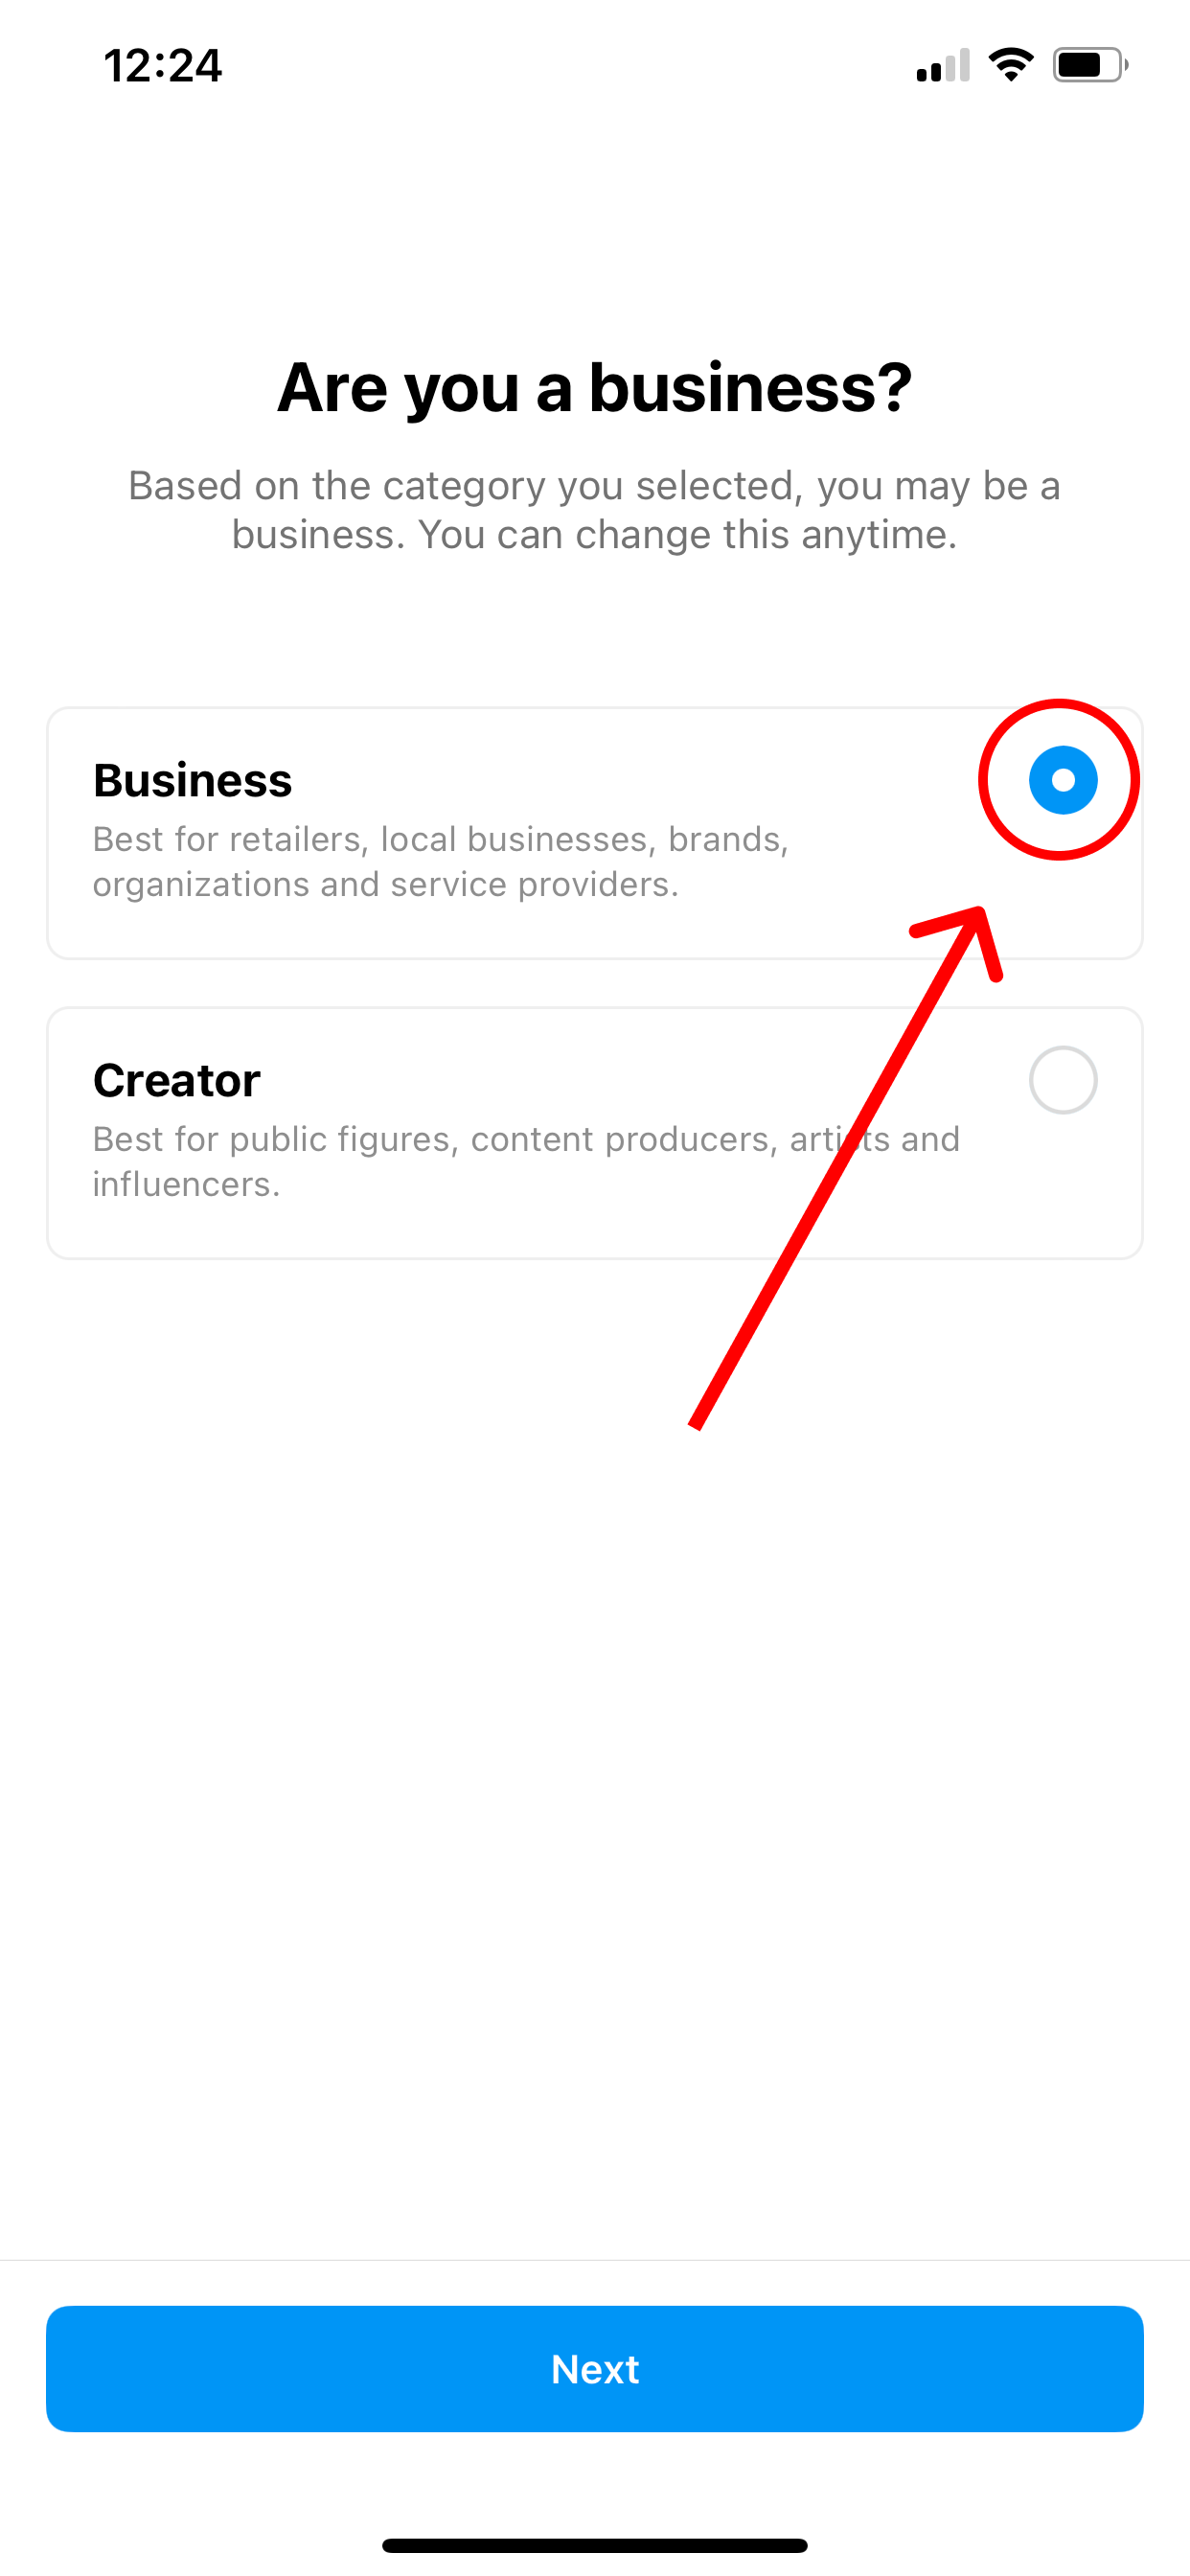 12:24
Are you a business?
Based on the category you selected, you may be a
business. You can change this anytime.
Business
Best for retailers, local businesses, brands,
organizations and service providers.
Creator
Best for public figures, content producers, artists and
influencers.
Next